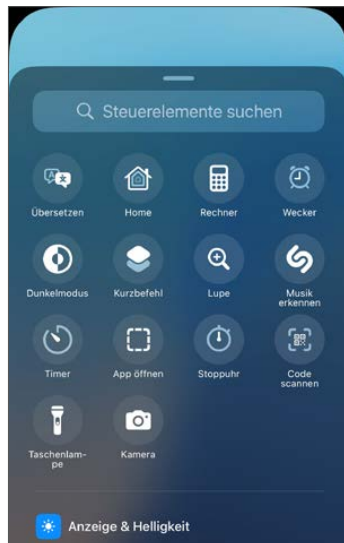 Steuerelemente suchen
Übersetzen
Home
Rechner
Wecker
Dunkelmodus
Kurzbefehl
Lupe
Musik
erkennen
Timer
App öffnen
Stoppuhr
Code
scannen
Taschenlam-
pe
Kamera
Anzeige & Helligkeit